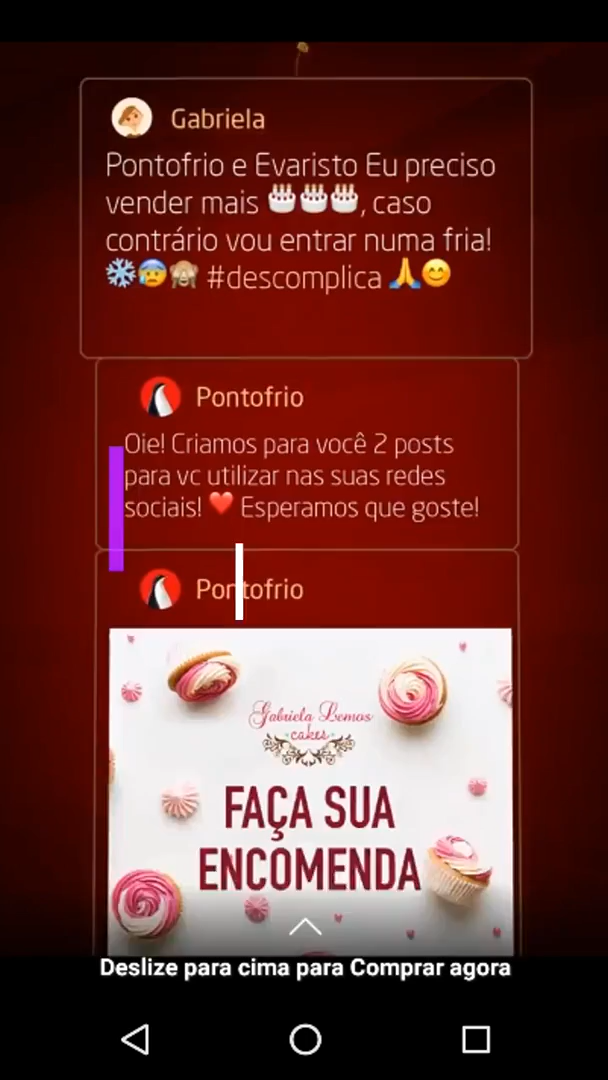 Gabriela
Pontofrio e Evaristo Eu preciso
vender mais 🎂🎂🎂, caso
contrário vou entrar numa fria!
❄️😰🙈 #descomplica 🙏😊
Pontofrio
Oie! Criamos para você 2 posts
para vc utilizar nas suas redes
sociais! ❤️ Esperamos que goste!
Pontofrio
Gabriela Lemos
cakes
FAÇA SUA
ENCOMENDA
Deslize para cima para Comprar agora